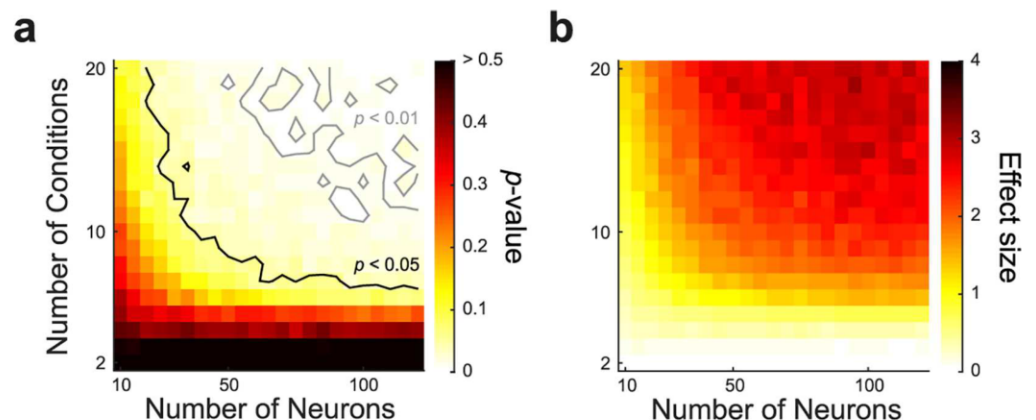 a
Number of Conditions
20
10
2
10
50
100
Number of Neurons
p < 0.01
p < 0.05
> 0.5
0.4
0.3
0.2
0.1
0
p-value
b
20
10
2
10
50
100
Number of Neurons
4
3
2
1
0
Effect size